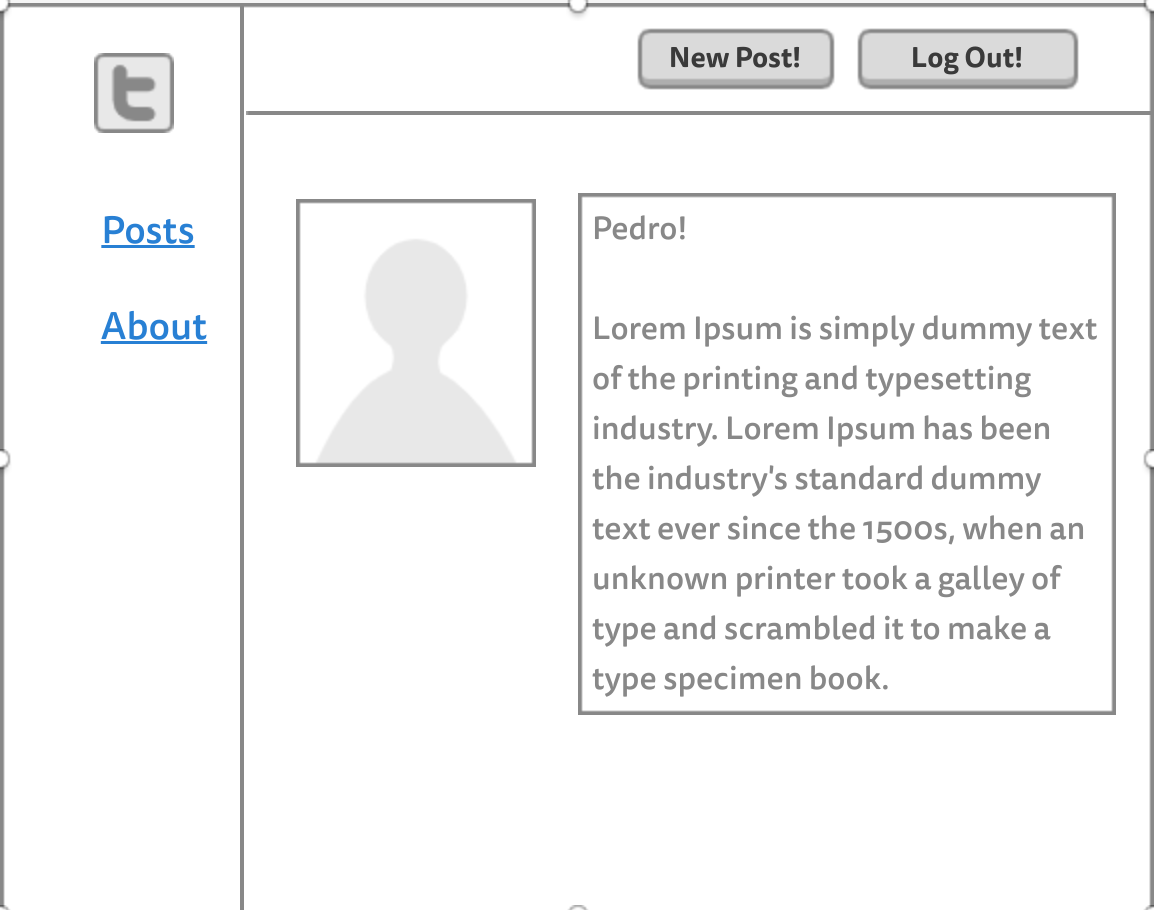 t
New Post!
Log Out!
Posts
About
Pedro!
Lorem Ipsum is simply dummy text
of the printing and typesetting
industry. Lorem Ipsum has been
the industry's standard dummy
text ever since the 1500s, when an
unknown printer took a galley of
type and scrambled it to make a
type specimen book.